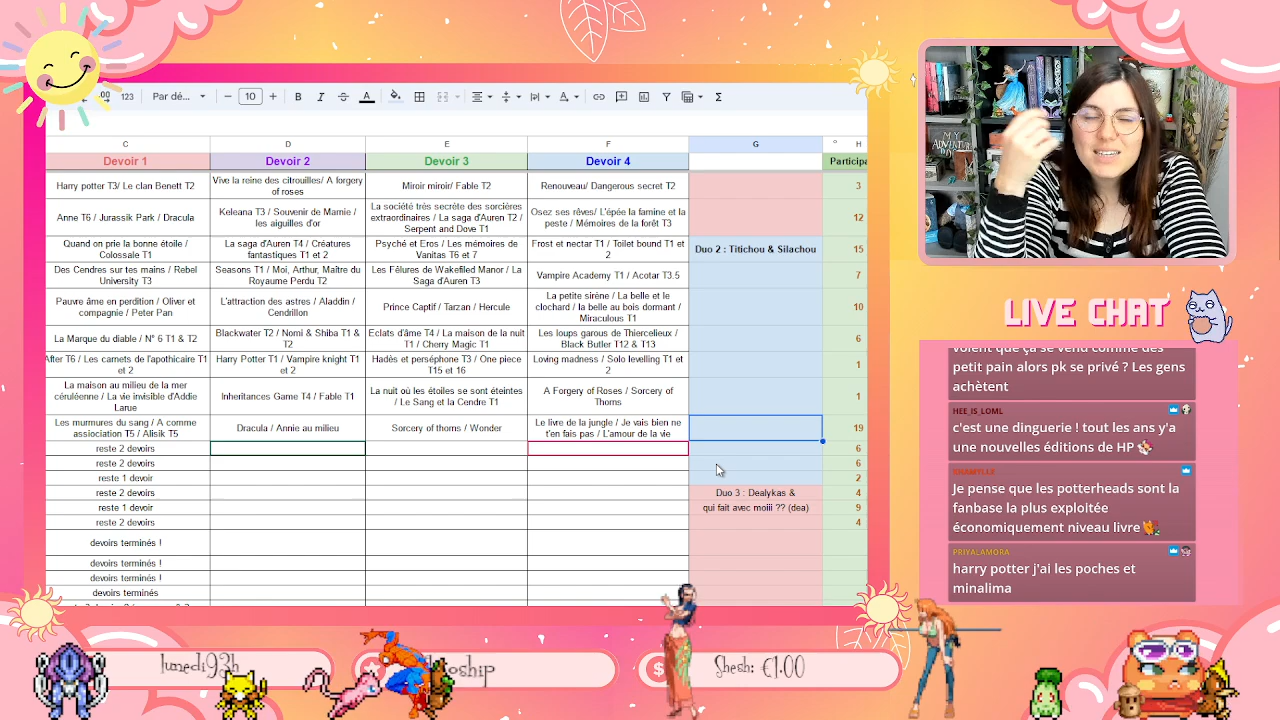 00
123
Par dé...
10
B
I
A
Σ
C
D
E
F
G
H
Devoir 1
Devoir 2
Devoir 3
Devoir 4
Participa
Harry potter T3/ Le clan Benett T2
Vive la reine des citrouilles/ A forgery
of roses
Miroir miroir/ Fable T2
Renouveau/ Dangerous secret T2
3
Anne T6 / Jurassik Park / Dracula
Keleana T3 / Souvenir de Mamie /
les aiguilles d'or
La société très secrète des sorcières
extraordinaires / La saga d'Auren T2 /
Serpent and Dove T1
Osez ses rêves/ L'épée la famine et la
peste / Mémoires de la forêt T3
12
Quand on prie la bonne étoile /
Colossale T1
La saga d'Auren T4 / Créatures
fantastiques T1 et 2
Psyché et Eros / Les mémoires de
Vanitas T6 et 7
Frost et nectar T1 / Toilet bound T1 et
2
Duo 2 : Titichou & Silachou
15
Des Cendres sur tes mains / Rebel
University T3
Seasons T1 / Moi, Arthur, Maître du
Royaume Perdu T2
Les Fêlures de Wakefiled Manor / La
Saga d'Auren T3
Vampire Academy T1 / Acotar T3.5
7
Pauvre âme en perdition / Oliver et
compagnie / Peter Pan
L'attraction des astres / Aladdin /
Cendrillon
Prince Captif / Tarzan / Hercule
La petite sirène / La belle et le
clochard / la belle au bois dormant /
Miraculous T1
10
La Marque du diable / N° 6 T1 & T2
Blackwater T2 / Nomi & Shiba T1 &
T2
Eclats d'âme T4 / La maison de la nuit
T1 / Cherry Magic T1
Les loups garous de Thiercelieux /
Black Butler T12 & T13
6
After T6 / Les carnets de l'apothicaire T1
et 2
Harry Potter T1 / Vampire knight T1
et 2
Hadès et perséphone T3 / One piece
T15 et 16
Loving madness / Solo levelling T1 et
2
1
La maison au milieu de la mer
céruléenne / La vie invisible d'Addie
Larue
Inheritances Game T4 / Fable T1
La nuit où les étoiles se sont éteintes
/ Le Sang et la Cendre T1
A Forgery of Roses / Sorcery of
Thorns
1
Les murmures du sang / A comme
assiociation T5 / Alisik T5
Dracula / Annie au milieu
Sorcery of thorns / Wonder
Le livre de la jungle / Je vais bien ne
t'en fais pas / L'amour de la vie
19
reste 2 devoirs
6
reste 2 devoirs
6
reste 1 devoir
2
reste 2 devoirs
Duo 3 : Dealykas &
4
reste 1 devoir
qui fait avec moiii ?? (dea)
9
reste 2 devoirs
4
devoirs terminés !
devoirs terminés !
devoirs terminés !
devoirs terminés
MY
ADVENTURE
LIVE CHAT
voient que ça se vend comme des
petit pain alors pk se privé ? Les gens
achètent
HEE_IS_LOML
c'est une dinguerie ! tout les ans y'a
une nouvelles éditions de HP
Je pense que les potterheads sont la
fanbase la plus exploitée
économiquement niveau livre
PRIYALAMORA
harry potter j'ai les poches et
minalima
lunedi93h
Shesh: €1.00